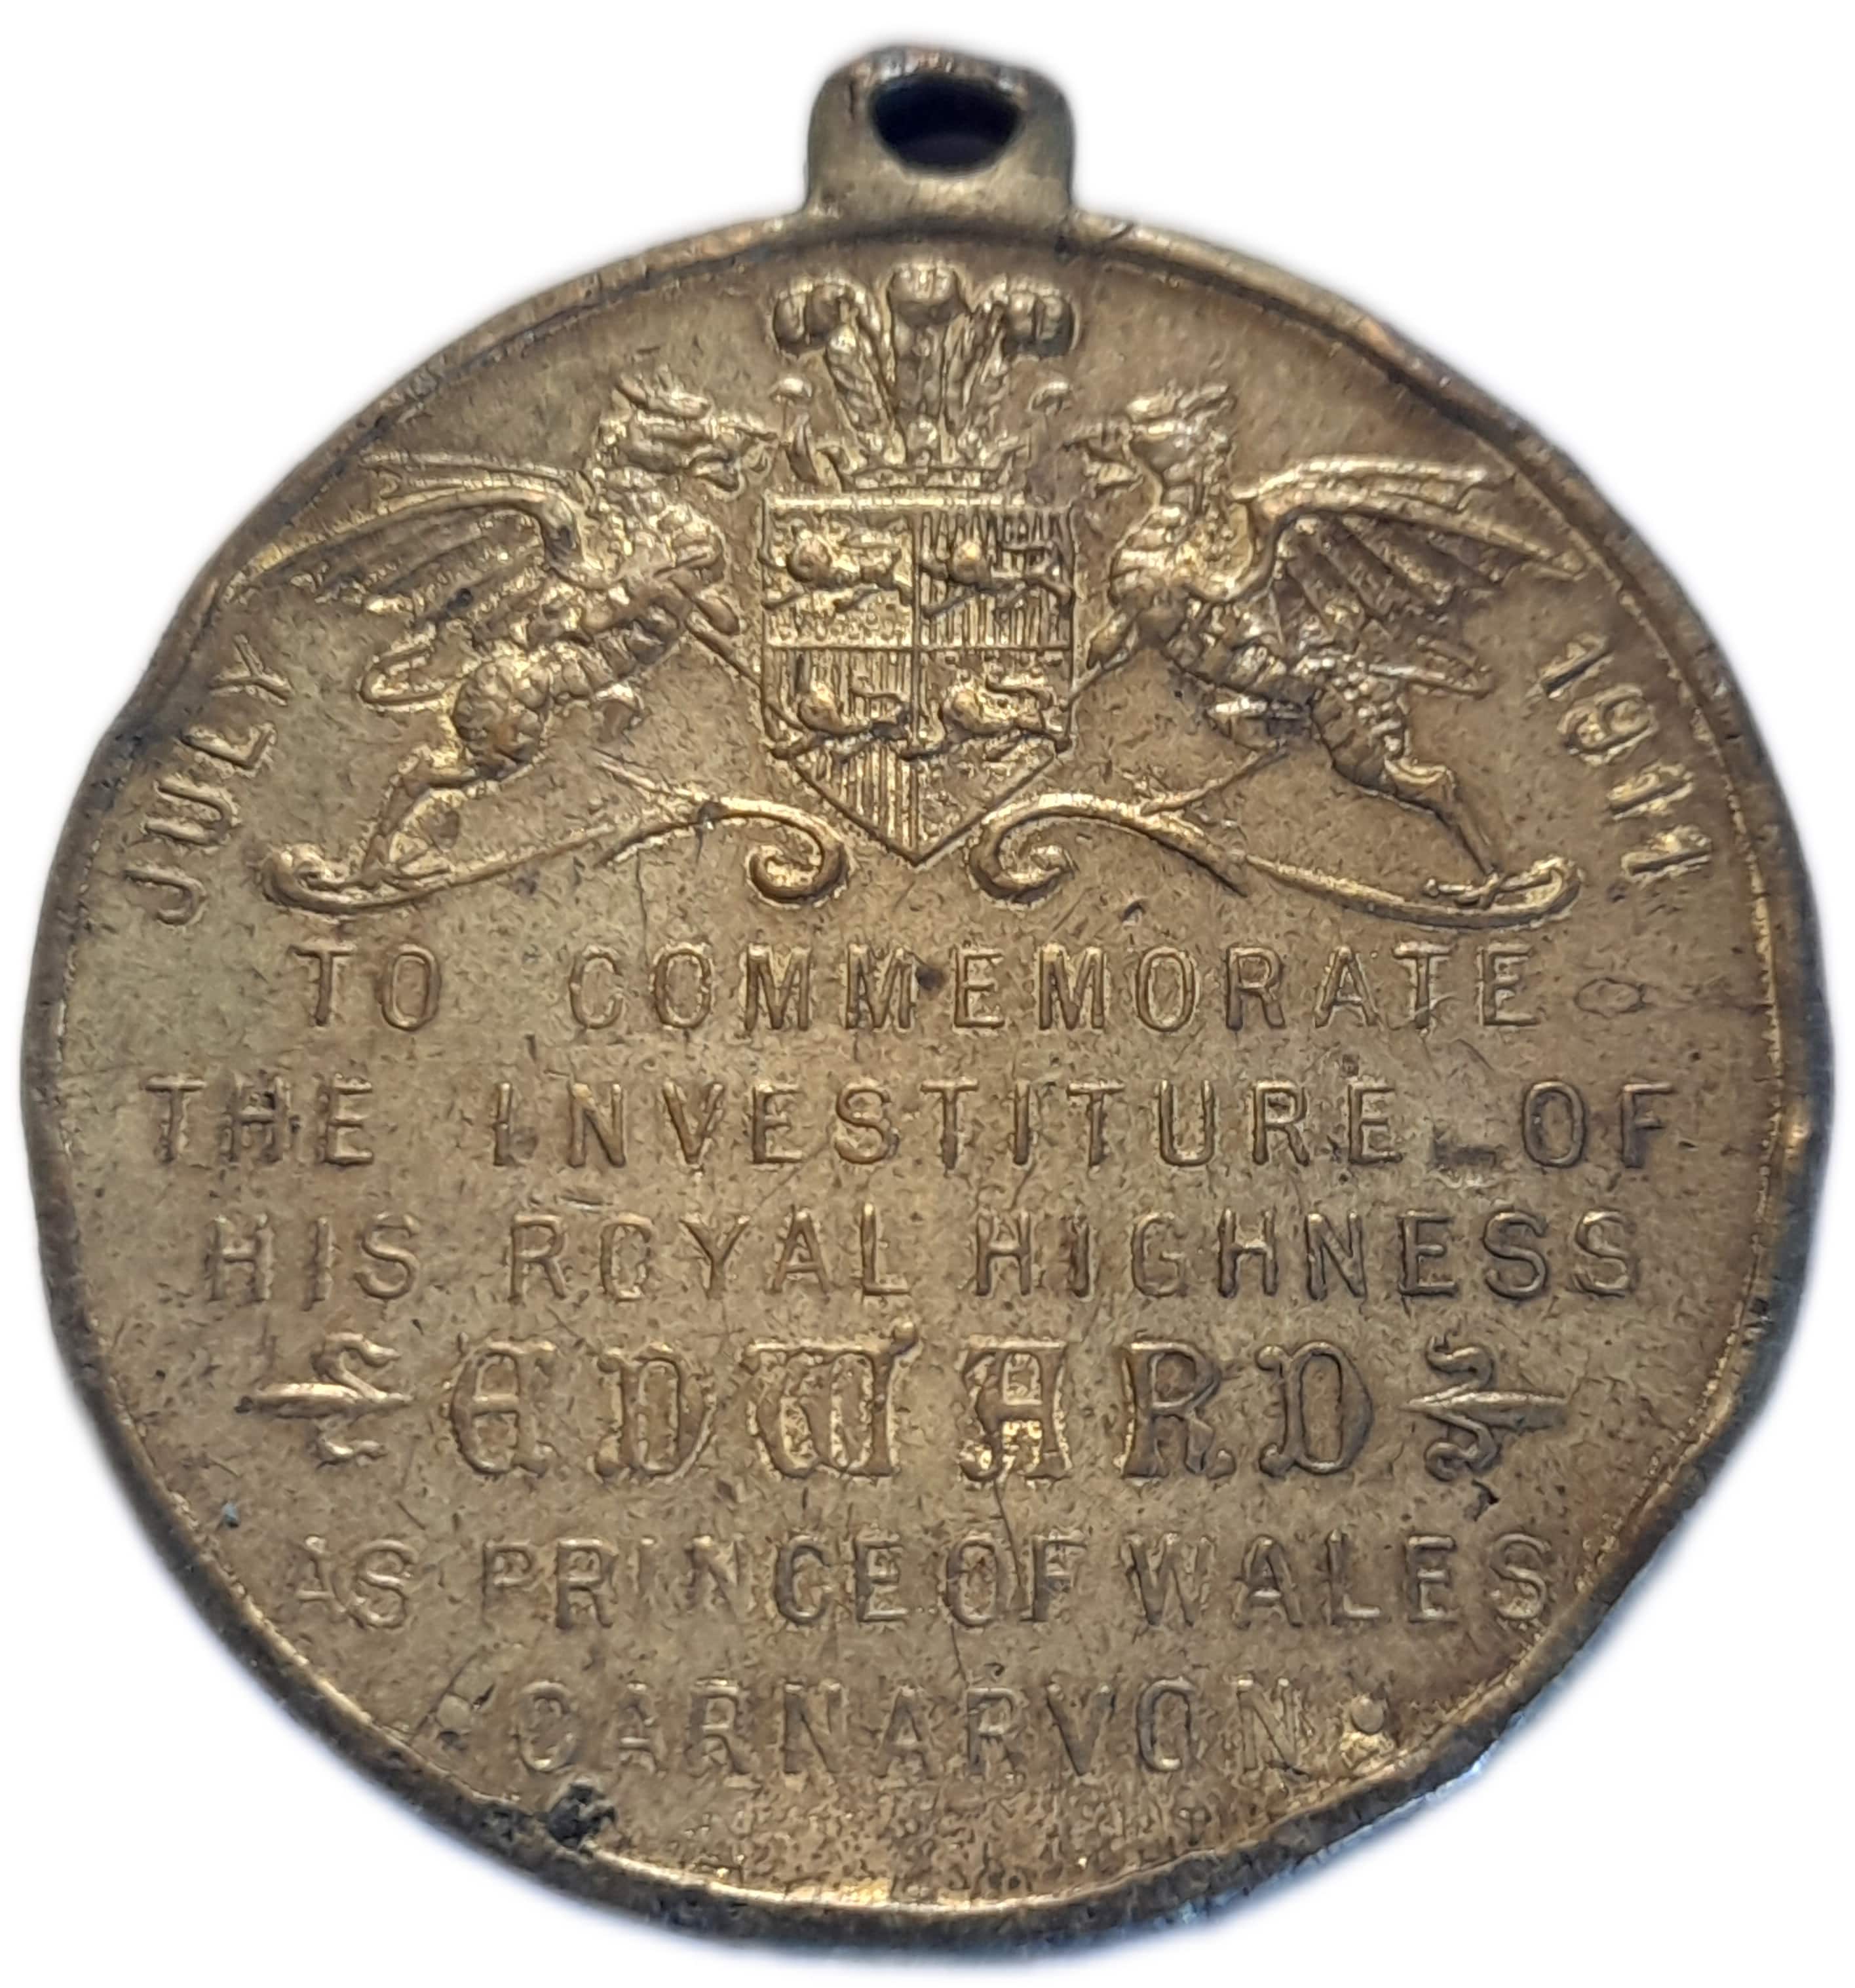 JULY 1911
TO COMMEMORATE
THE INVESTITURE OF
HIS ROYAL HIGHNESS
EDWARD
AS PRINCE OF WALES
CARNARVON.